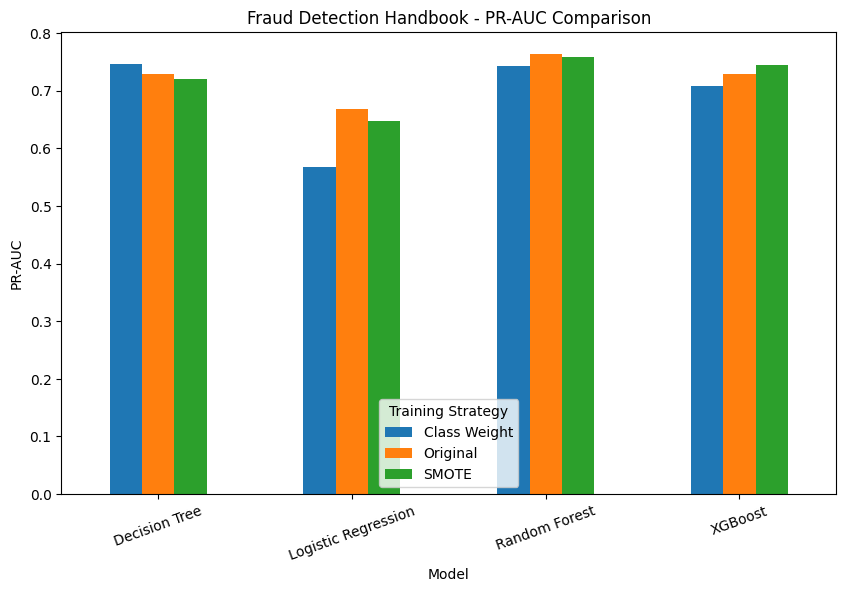 Fraud Detection Handbook - PR-AUC Comparison
PR-AUC
0.8
0.7
0.6
0.5
0.4
0.3
0.2
0.1
0.0
Training Strategy
Class Weight
Original
SMOTE
Decision Tree
Logistic Regression
Random Forest
XGBoost
Model